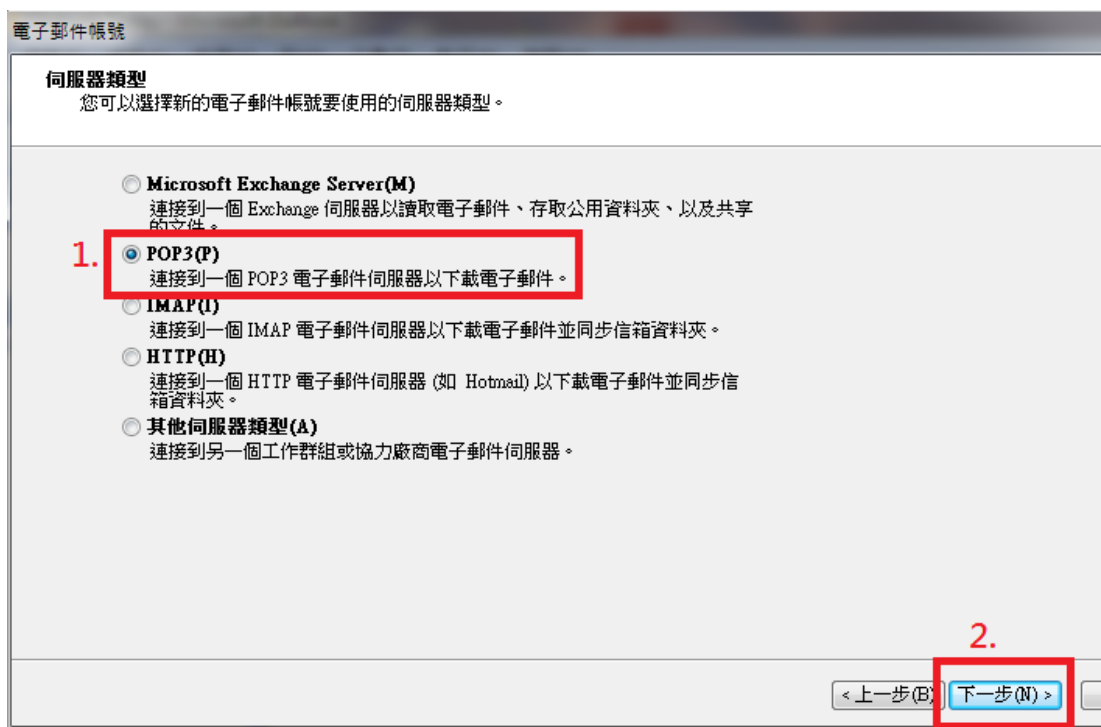 電子郵件帳號
伺服器類型
您可以選擇新的電子郵件帳號要使用的伺服器類型。
Microsoft Exchange Server(M)
連接到一個 Exchange 伺服器以讀取電子郵件、存取公用資料夾、以及共享
的文件。
1.
POP3(P)
連接到一個 POP3 電子郵件伺服器以下載電子郵件。
IMAP(I)
連接到一個 IMAP 電子郵件伺服器以下載電子郵件並同步信箱資料夾。
HTTP(H)
連接到一個 HTTP 電子郵件伺服器 (如 Hotmail) 以下載電子郵件並同步信
箱資料夾。
其他伺服器類型(A)
連接到另一個工作群組或協力廠商電子郵件伺服器。
2.
<上一步(B) 下一步(N) >